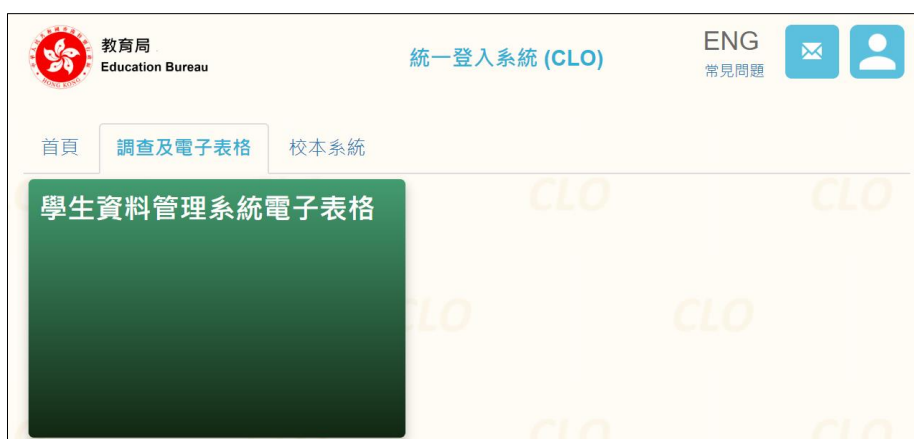 教育局
Education Bureau
統一登入系統 (CLO)
ENG
常見問題
首頁
調查及電子表格
校本系統
學生資料管理系統電子表格
CLO
CLO
CLO
CLO
CLO
CLO